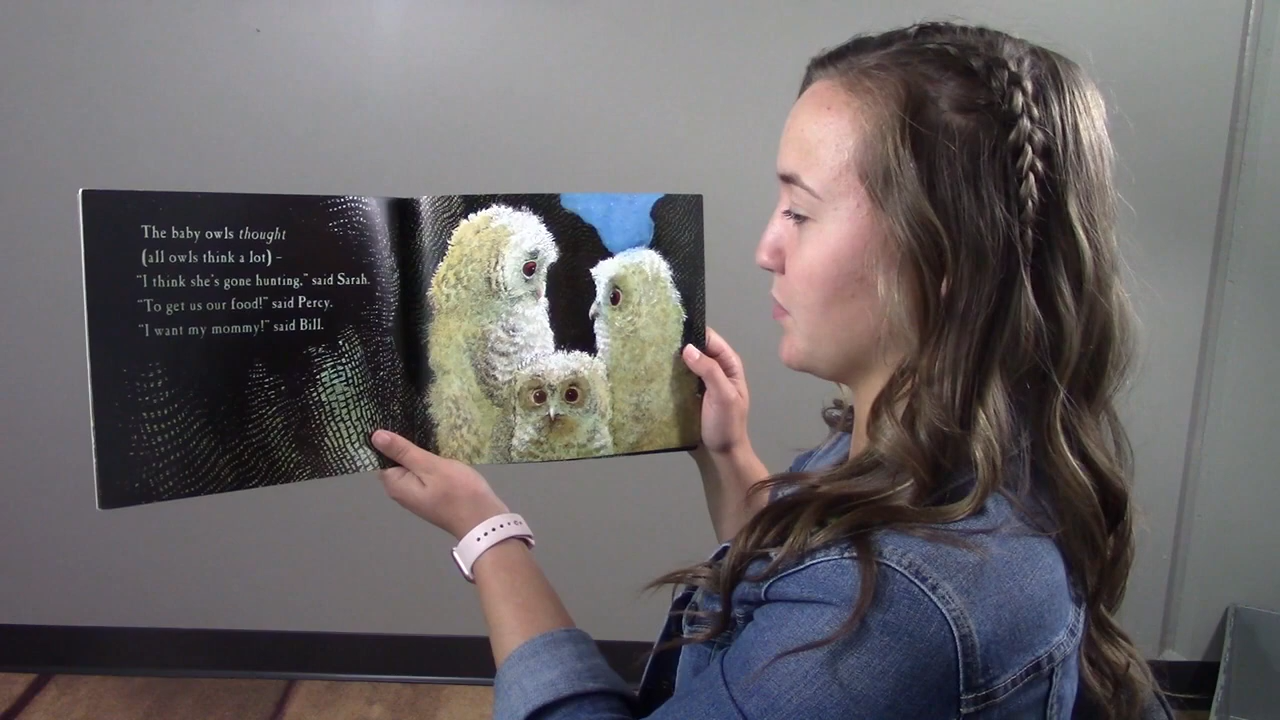 The baby owls thought
(all owls think a lot) –
“I think she’s gone hunting,” said Sarah.
“To get us our food!” said Percy.
“I want my mommy!” said Bill.